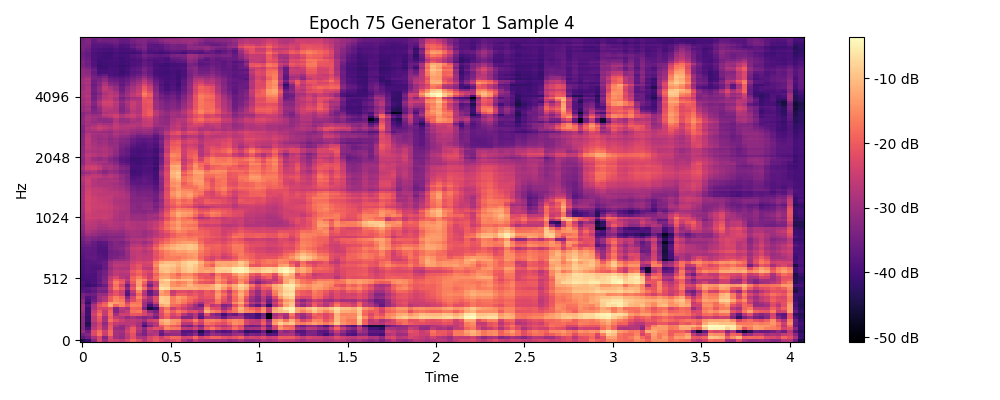 Epoch 75 Generator 1 Sample 4
Hz
4096
2048
1024
512
0
0 0.5 1 1.5 2 2.5 3 3.5 4
Time
-10 dB
-20 dB
-30 dB
-40 dB
-50 dB